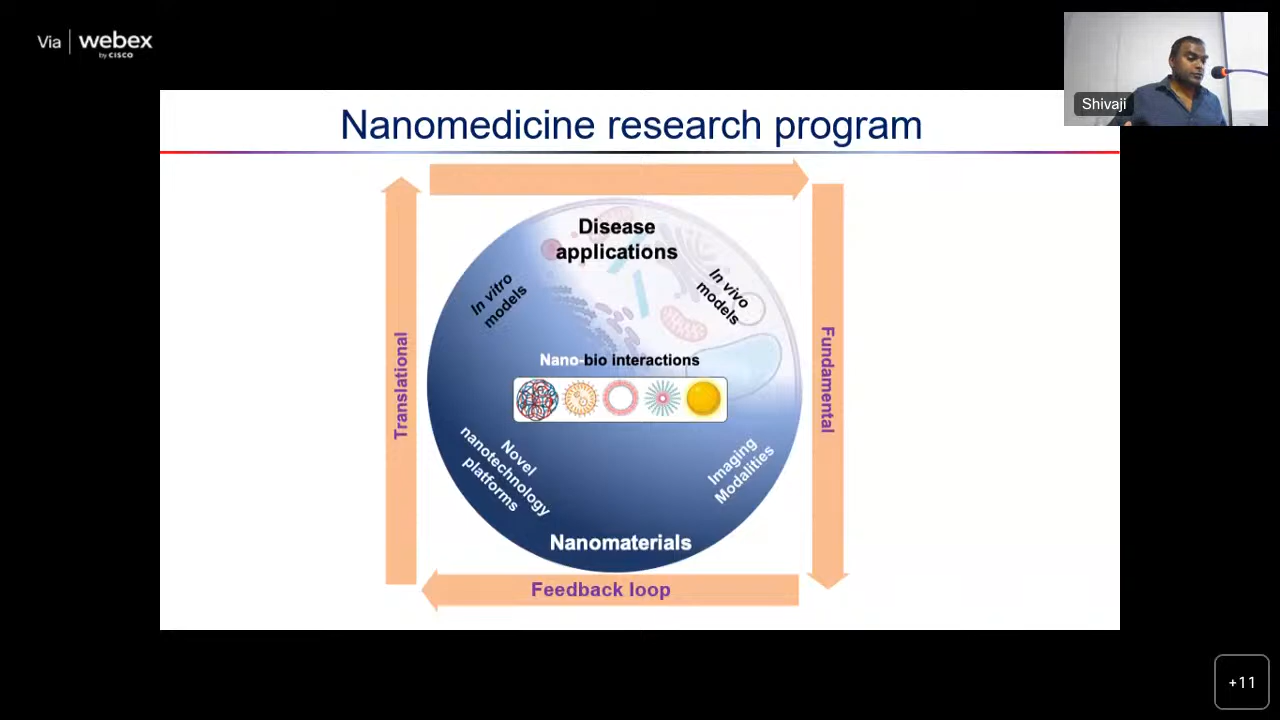 Via | webex
by CISCO
Shivaji
Nanomedicine research program
Disease
applications
In vitro
models
In vivo
models
Nano-bio interactions
Translational
Fundamental
Novel
nanotechnology
platforms
Imaging
Modalities
Nanomaterials
Feedback loop
+11